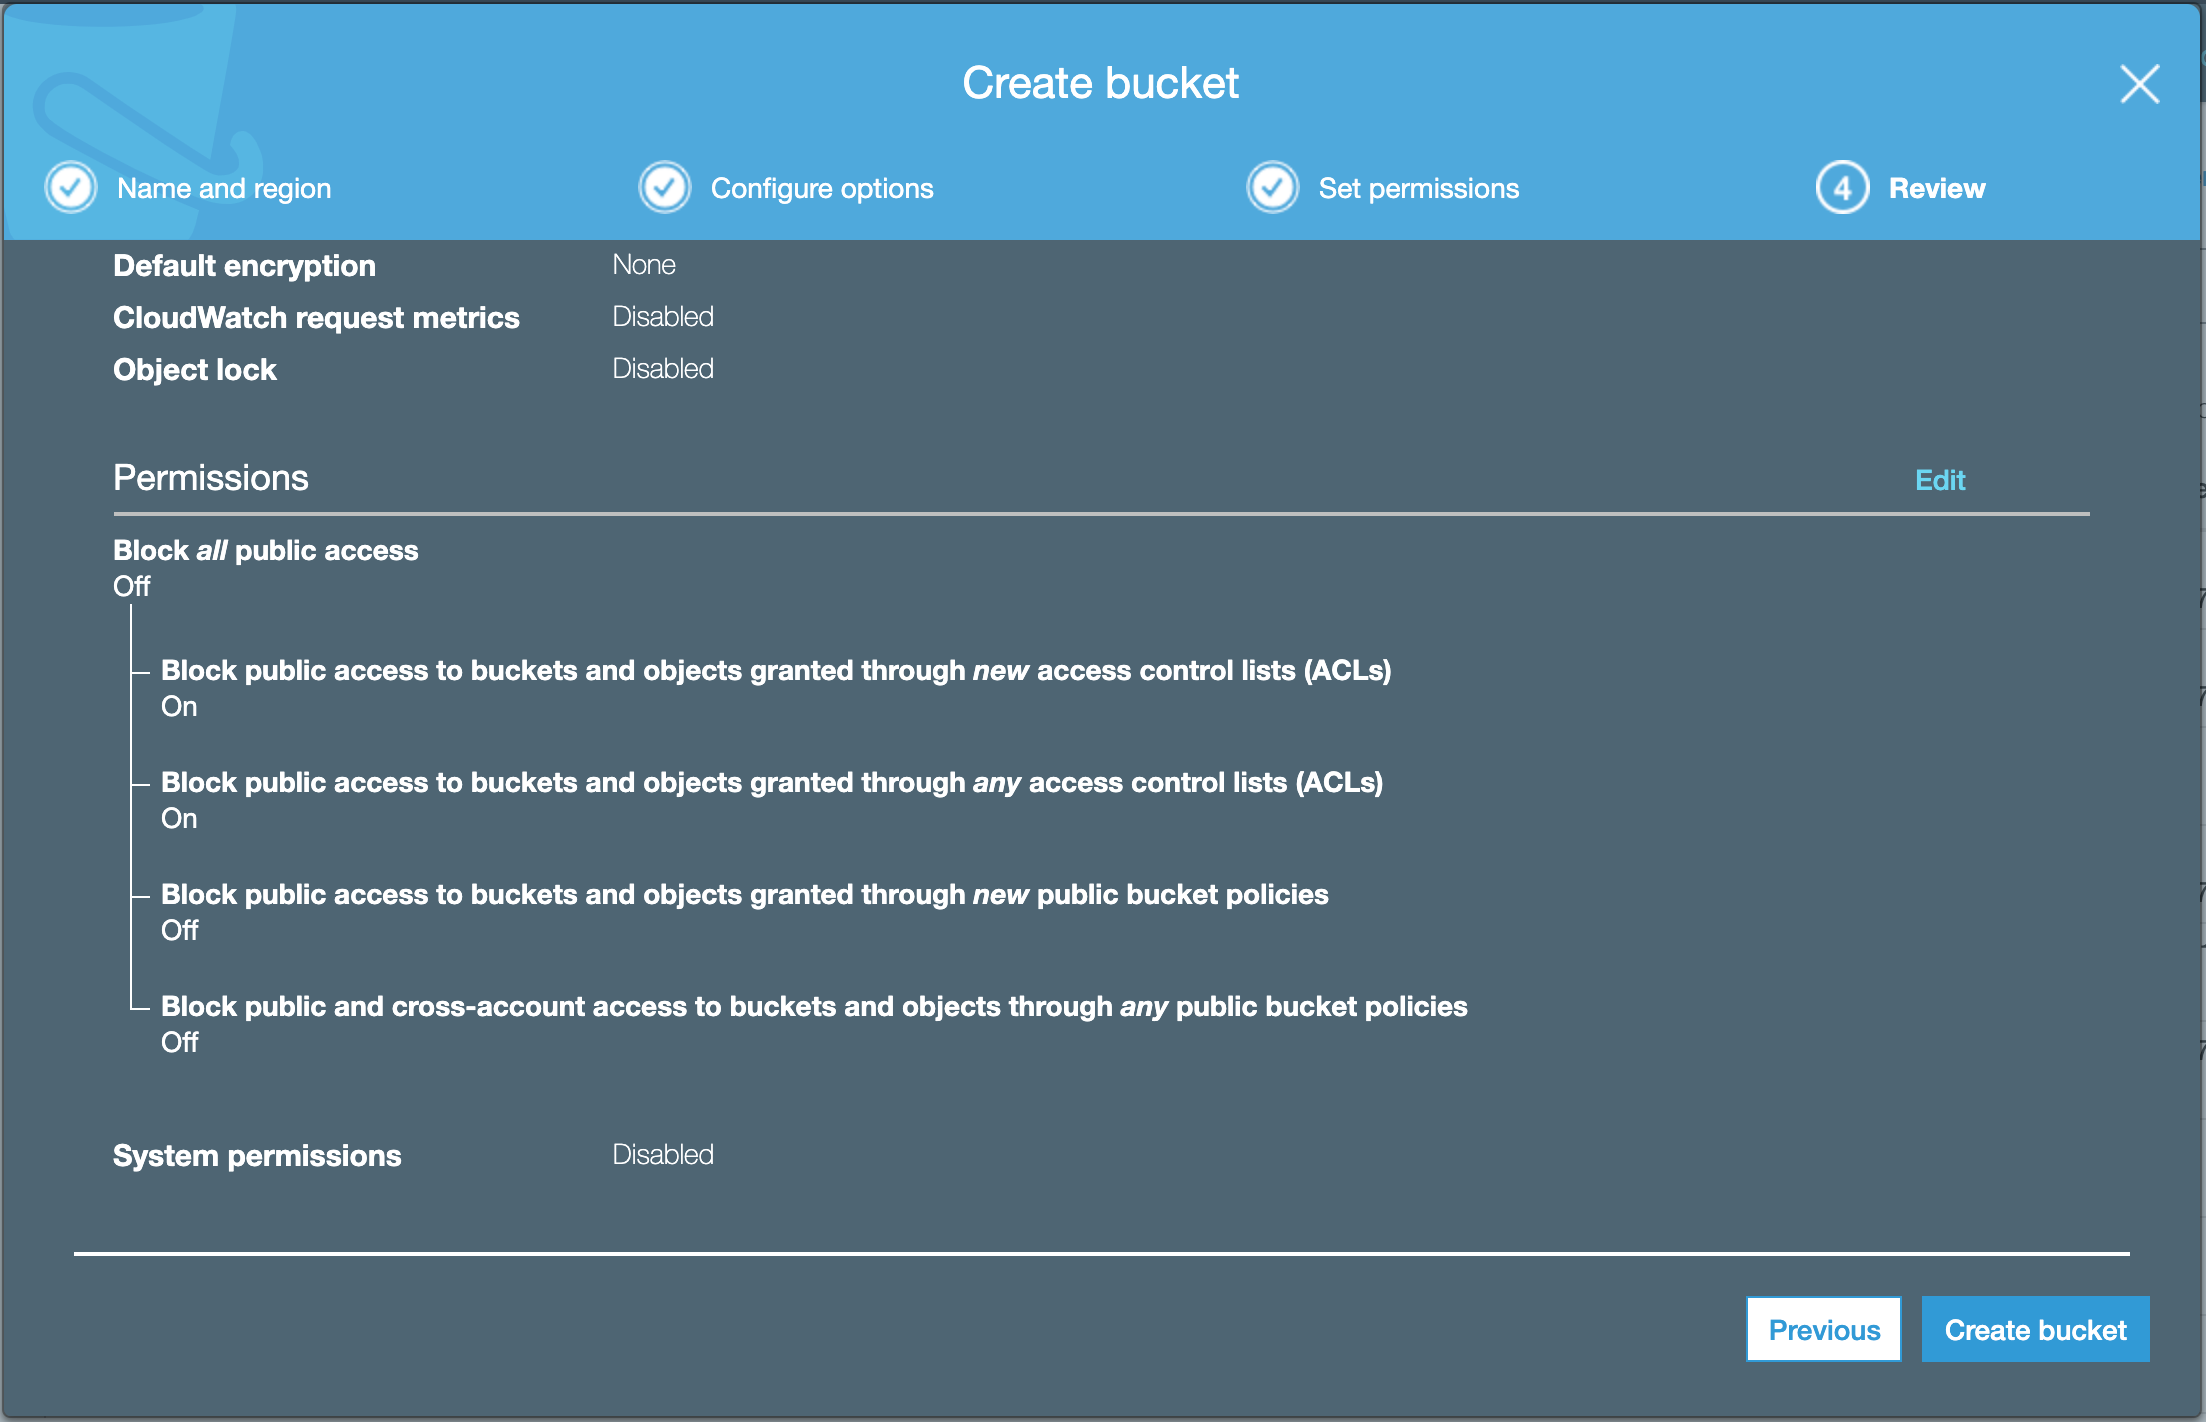 Create bucket
Name and region
Configure options
Set permissions
4 Review
Default encryption None
CloudWatch request metrics Disabled
Object lock Disabled
Permissions Edit
Block all public access
Off
Block public access to buckets and objects granted through new access control lists (ACLs)
On
Block public access to buckets and objects granted through any access control lists (ACLs)
On
Block public access to buckets and objects granted through new public bucket policies
Off
Block public and cross-account access to buckets and objects through any public bucket policies
Off
System permissions Disabled
Previous Create bucket